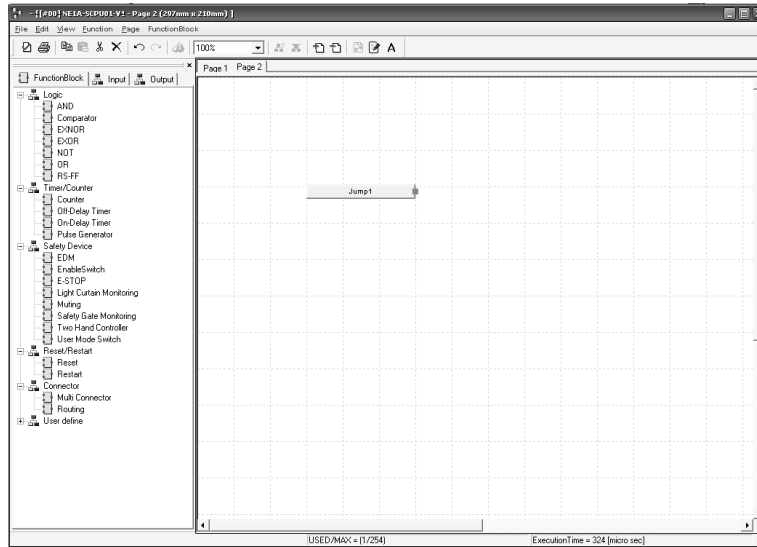 - [[#00] NE1A-SCPU01-V1 - Page 2 (297mm x 210mm) ]
File Edit View Function Page FunctionBlock
100%
A
FunctionBlock Input Output
Page 1 Page 2
Logic
AND
Comparator
EXNOR
EXOR
NOT
OR
RS-FF
Timer/Counter
Counter
Off-Delay Timer
On-Delay Timer
Pulse Generator
Safety Device
EDM
EnableSwitch
E-STOP
Light Curtain Monitoring
Muting
Safety Gate Monitoring
Two Hand Controller
User Mode Switch
Reset/Restart
Reset
Restart
Connector
Multi Connector
Routing
User define
Jump1
USED/MAX = (1/254) ExecutionTime = 324 [micro sec]